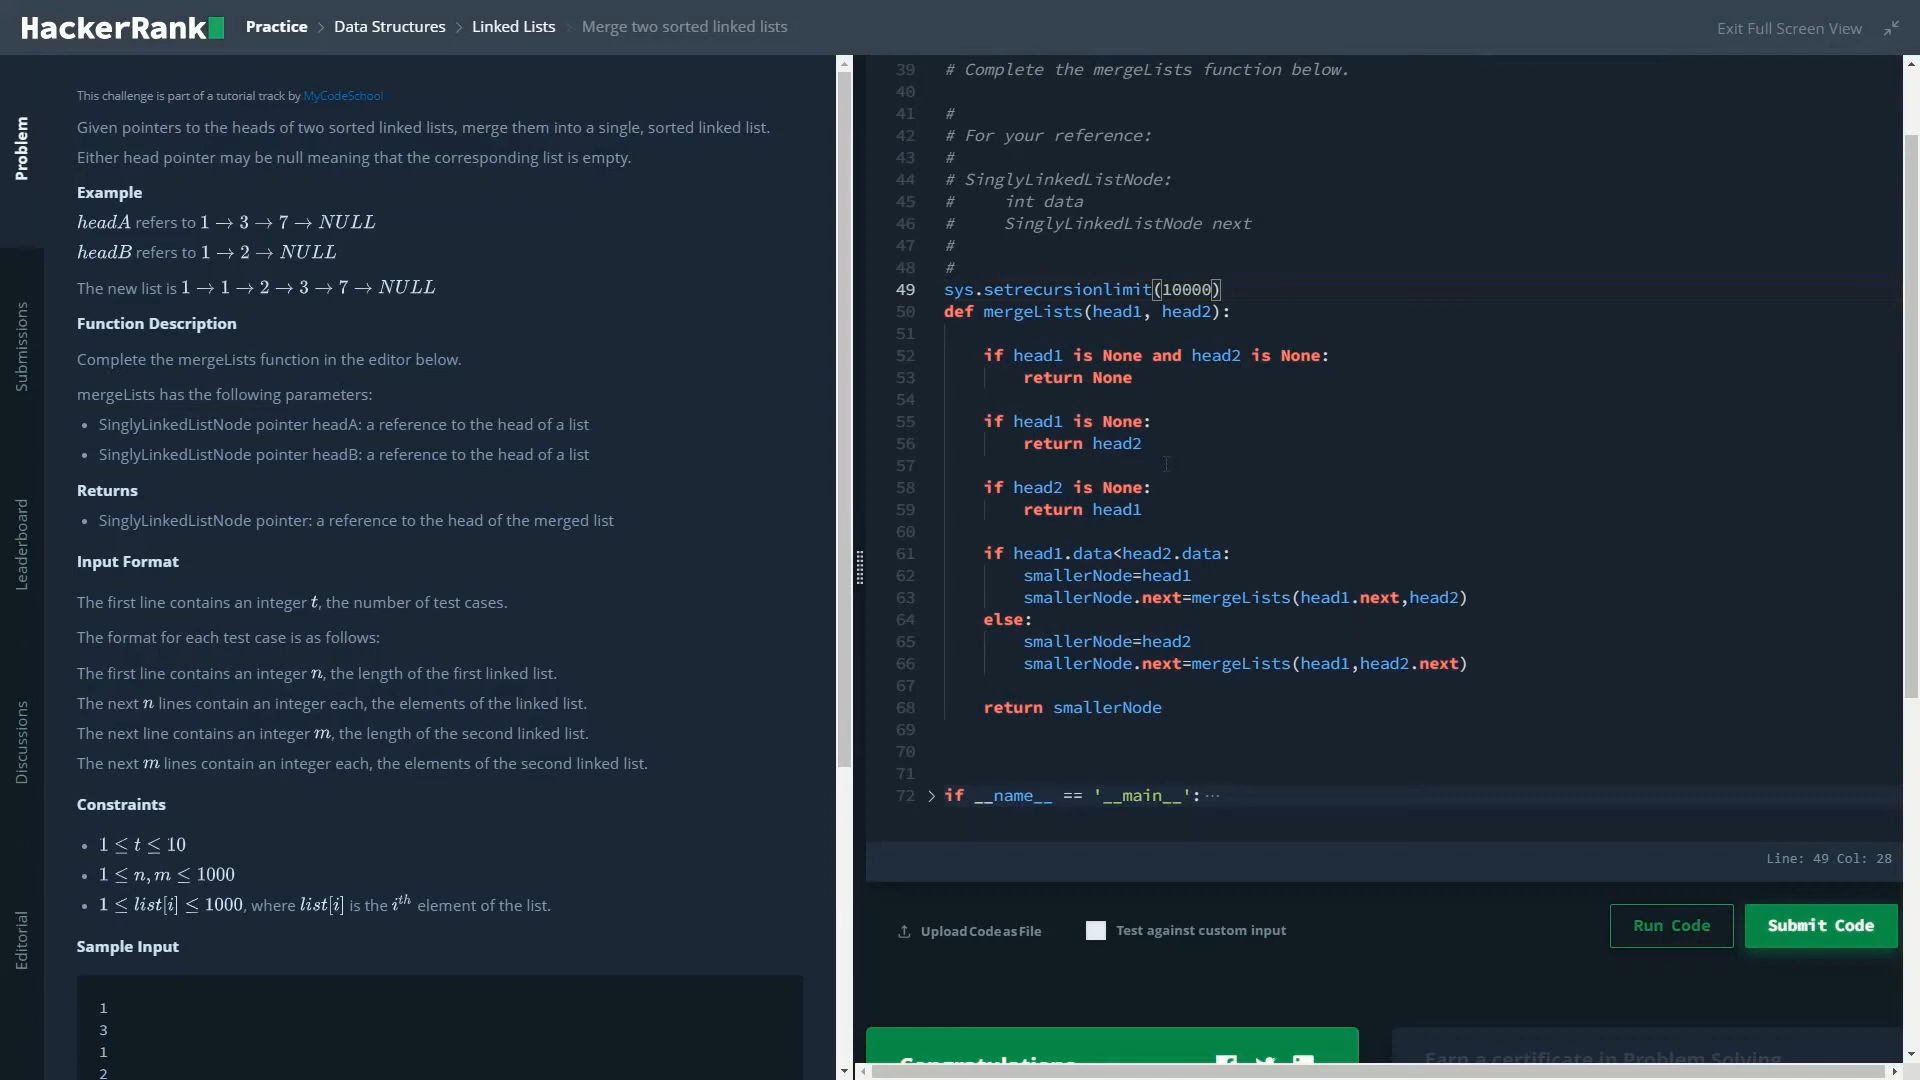 HackerRank Practice > Data Structures > Linked Lists > Merge two sorted linked lists
Exit Full Screen View
Problem
Submissions
Leaderboard
Discussions
Editorial
This challenge is part of a tutorial track by MyCodeSchool
Given pointers to the heads of two sorted linked lists, merge them into a single, sorted linked list.
Either head pointer may be null meaning that the corresponding list is empty.
Example
headA refers to 1 → 3 → 7 → NULL
headB refers to 1 → 2 → NULL
The new list is 1 → 1 → 2 → 3 → 7 → NULL
Function Description
Complete the mergeLists function in the editor below.
mergeLists has the following parameters:
• SinglyLinkedListNode pointer headA: a reference to the head of a list
• SinglyLinkedListNode pointer headB: a reference to the head of a list
Returns
• SinglyLinkedListNode pointer: a reference to the head of the merged list
Input Format
The first line contains an integer t, the number of test cases.
The format for each test case is as follows:
The first line contains an integer n, the length of the first linked list.
The next n lines contain an integer each, the elements of the linked list.
The next line contains an integer m, the length of the second linked list.
The next m lines contain an integer each, the elements of the second linked list.
Constraints
• 1 ≤ t ≤ 10
• 1 ≤ n, m ≤ 1000
• 1 ≤ list[i] ≤ 1000, where list[i] is the i^th element of the list.
Sample Input
1
3
1
2
39 # Complete the mergeLists function below.
40
41 #
42 # For your reference:
43 #
44 # SinglyLinkedListNode:
45 #     int data
46 #     SinglyLinkedListNode next
47 #
48 #
49 sys.setrecursionlimit(10000)
50 def mergeLists(head1, head2):
51
52     if head1 is None and head2 is None:
53         return None
54
55     if head1 is None:
56         return head2
57
58     if head2 is None:
59         return head1
60
61     if head1.data<head2.data:
62         smallerNode=head1
63         smallerNode.next=mergeLists(head1.next,head2)
64     else:
65         smallerNode=head2
66         smallerNode.next=mergeLists(head1,head2.next)
67
68     return smallerNode
69
70
71
72 > if __name__ == '__main__':···
Line: 49 Col: 28
Upload Code as File
Test against custom input
Run Code
Submit Code
Congratulations
Earn a certificate in Problem Solving